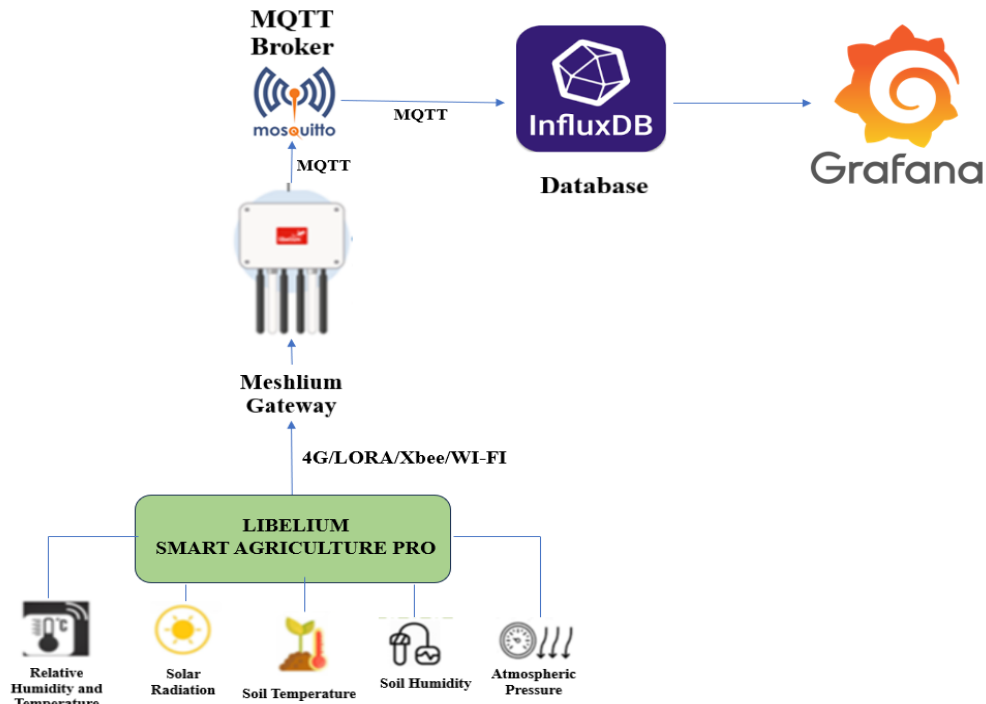 MQTT
Broker
mosquitto
MQTT
InfluxDB
Database
Grafana
MQTT
Meshlium
Gateway
4G/LORA/Xbee/WI-FI
LIBELIUM
SMART AGRICULTURE PRO
Relative
Humidity and
Temperature
Solar
Radiation
Soil Temperature
Soil Humidity
Atmospheric
Pressure